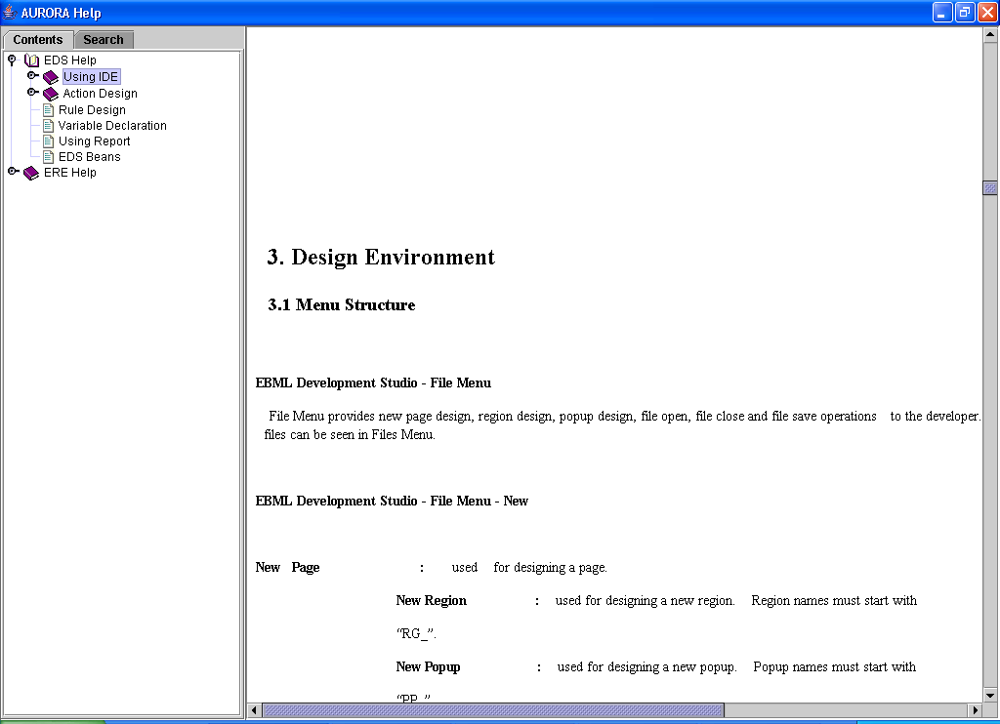 AURORA Help
Contents
Search
EDS Help
Using IDE
Action Design
Rule Design
Variable Declaration
Using Report
EDS Beans
ERE Help
3. Design Environment
3.1 Menu Structure
EBML Development Studio - File Menu
File Menu provides new page design, region design, popup design, file open, file close and file save operations to the developer.
files can be seen in Files Menu.
EBML Development Studio - File Menu - New
New Page : used for designing a page.
New Region : used for designing a new region. Region names must start with
“RG_”.
New Popup : used for designing a new popup. Popup names must start with
“PP_”